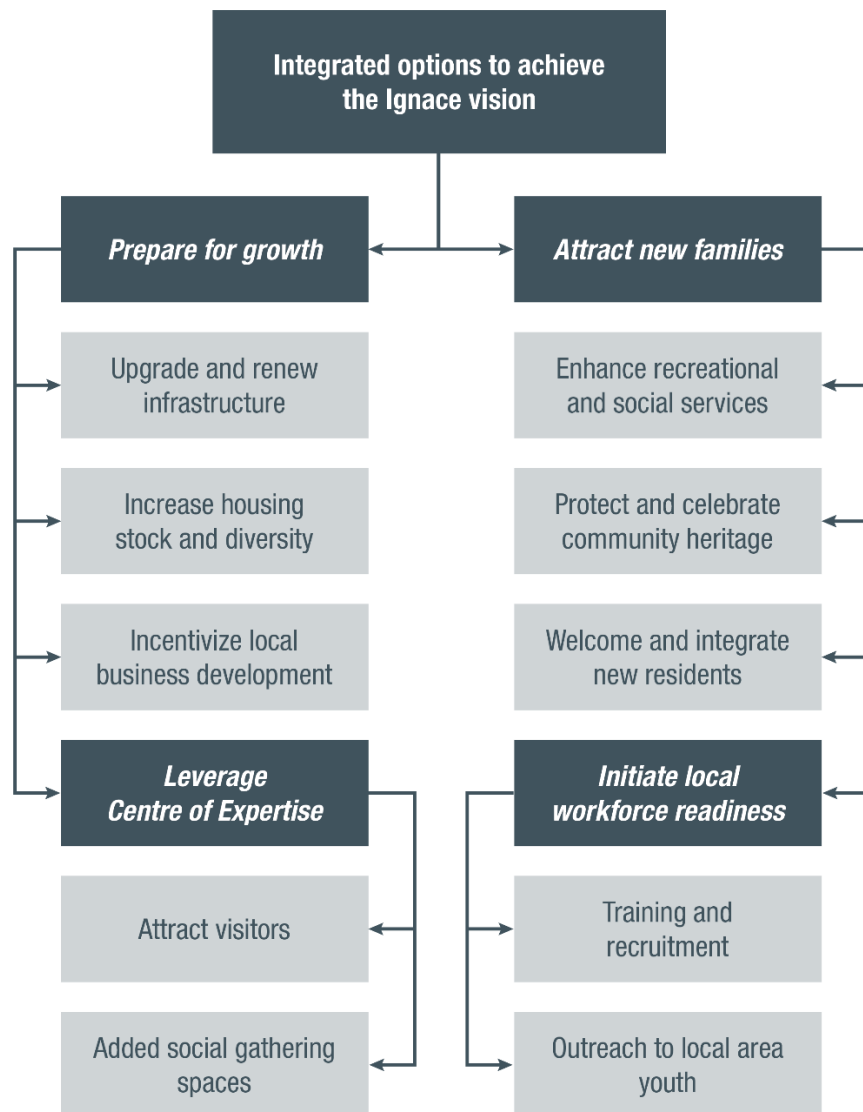 Integrated options to achieve
the Ignace vision
Prepare for growth
Upgrade and renew
infrastructure
Increase housing
stock and diversity
Incentivize local
business development
Leverage
Centre of Expertise
Attract visitors
Added social gathering
spaces
Attract new families
Enhance recreational
and social services
Protect and celebrate
community heritage
Welcome and integrate
new residents
Initiate local
workforce readiness
Training and
recruitment
Outreach to local area
youth